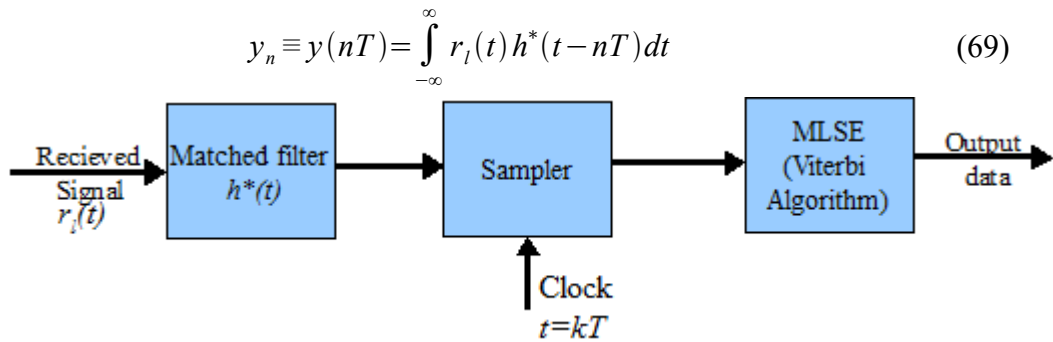 y_n ≡ y(nT) = ∫_{-∞}^{∞} r_l(t) h*(t−nT) dt (69)
Recieved
Signal
r_l(t)
Matched filter
h*(t)
Sampler
MLSE
(Viterbi
Algorithm)
Output
data
Clock
t=kT